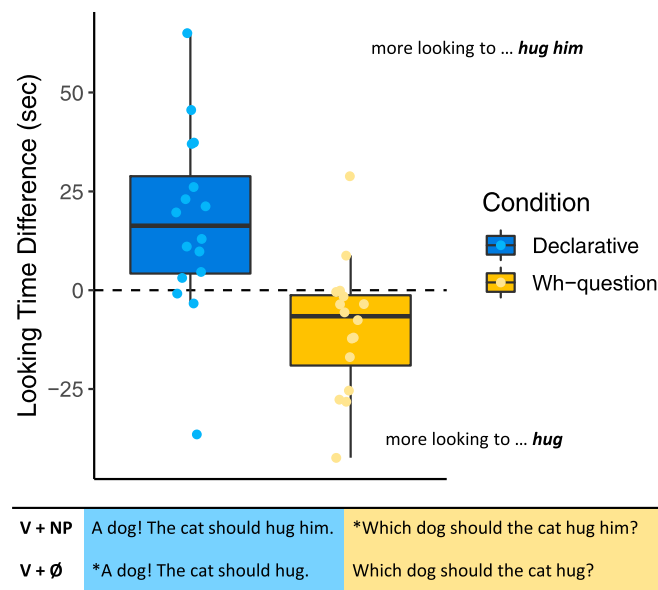 more looking to … hug him
Looking Time Difference (sec)
50
25
0
−25
Condition
Declarative
Wh−question
more looking to … hug
V + NP A dog! The cat should hug him. *Which dog should the cat hug him?
V + Ø *A dog! The cat should hug. Which dog should the cat hug?